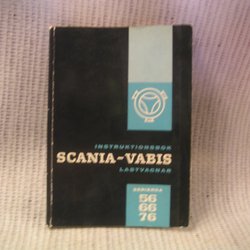 INSTRUKTIONSBOK
SCANIA-VABIS
LASTVAGNAR
SERIERNA
56
66
76